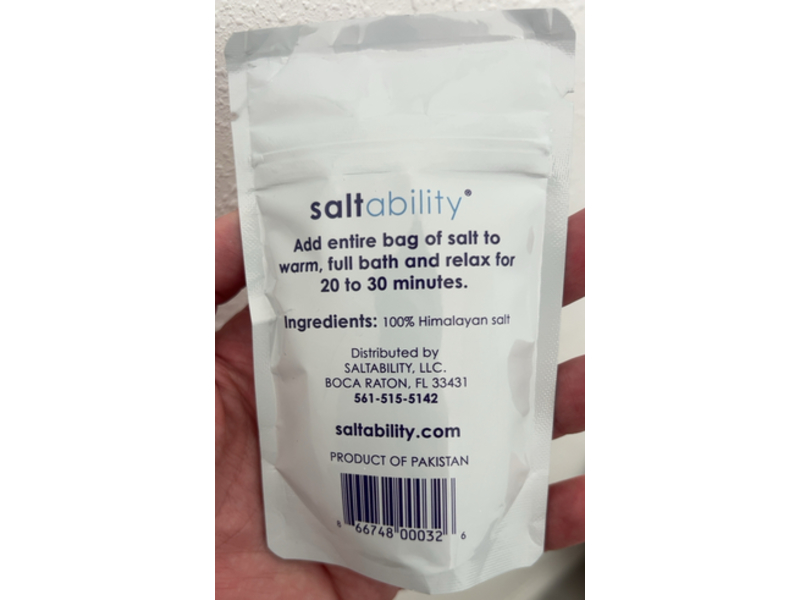 saltability®
Add entire bag of salt to
warm, full bath and relax for
20 to 30 minutes.
Ingredients: 100% Himalayan salt
Distributed by
SALTABILITY, LLC.
BOCA RATON, FL 33431
561-515-5142
saltability.com
PRODUCT OF PAKISTAN
8 66748 00032 6